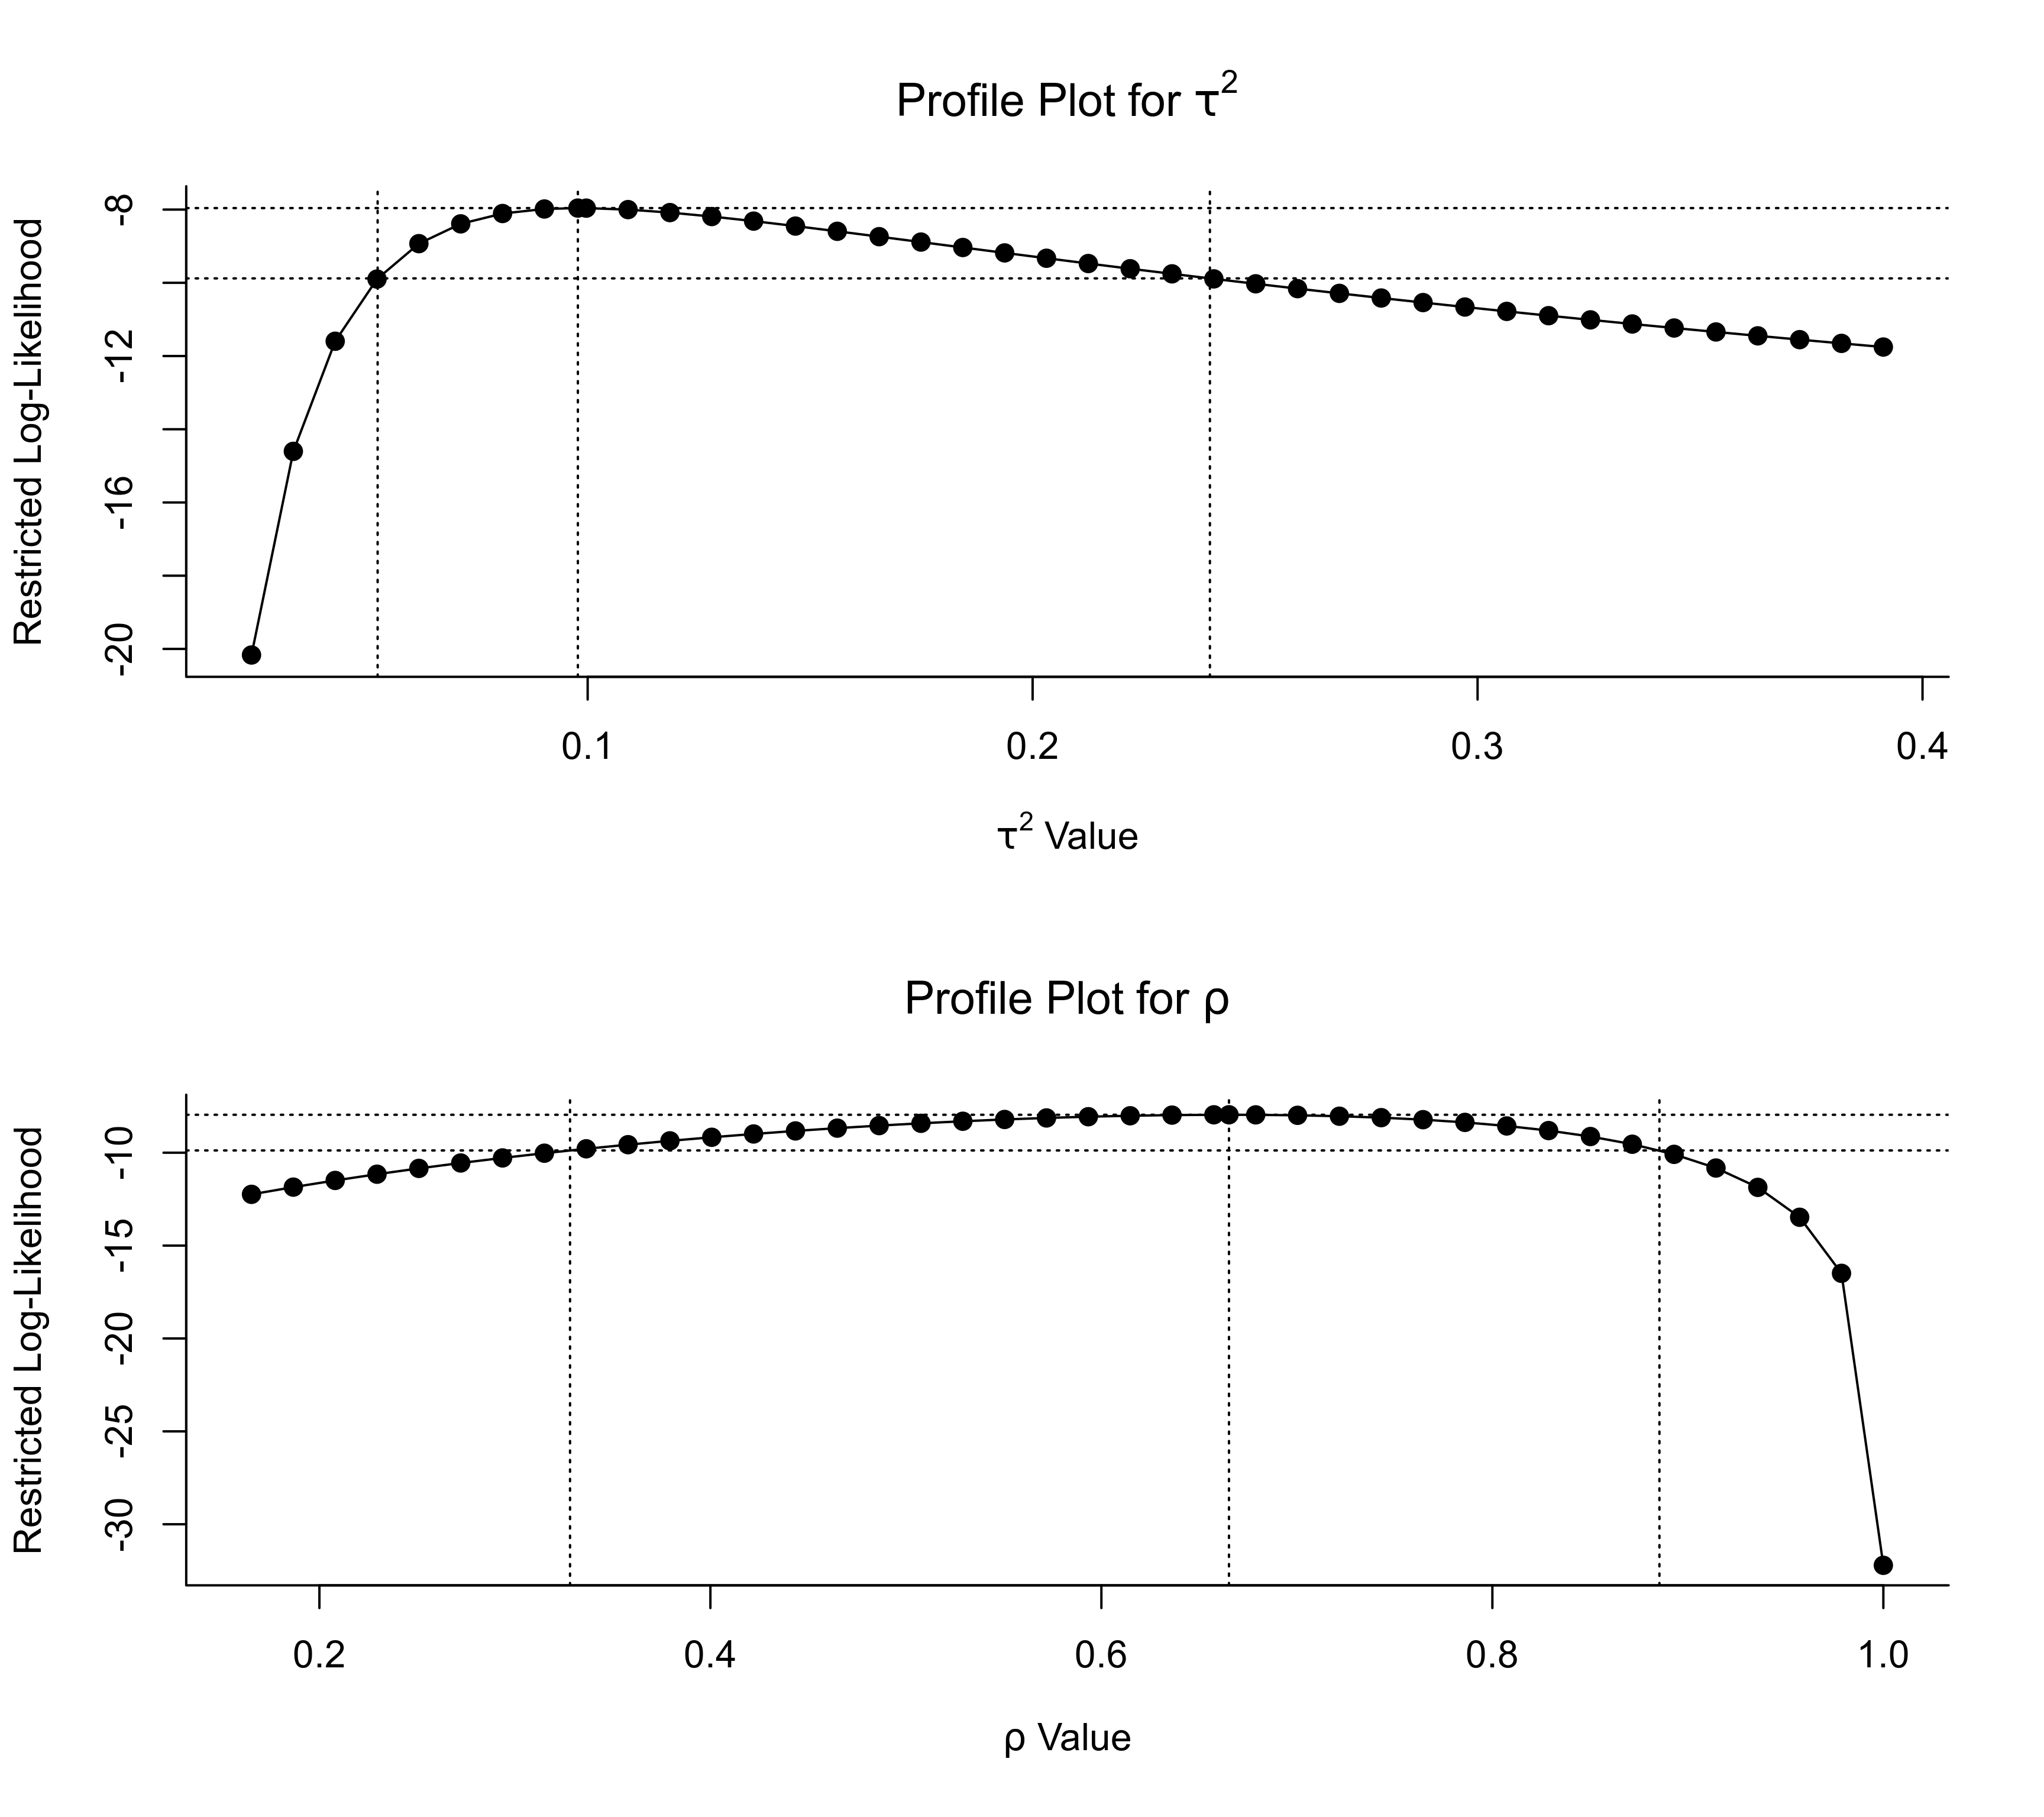 Profile Plot for τ²
Restricted Log-Likelihood
-8
-12
-16
-20
0.1 0.2 0.3 0.4
τ² Value
Profile Plot for ρ
Restricted Log-Likelihood
-10
-15
-20
-25
-30
0.2 0.4 0.6 0.8 1.0
ρ Value